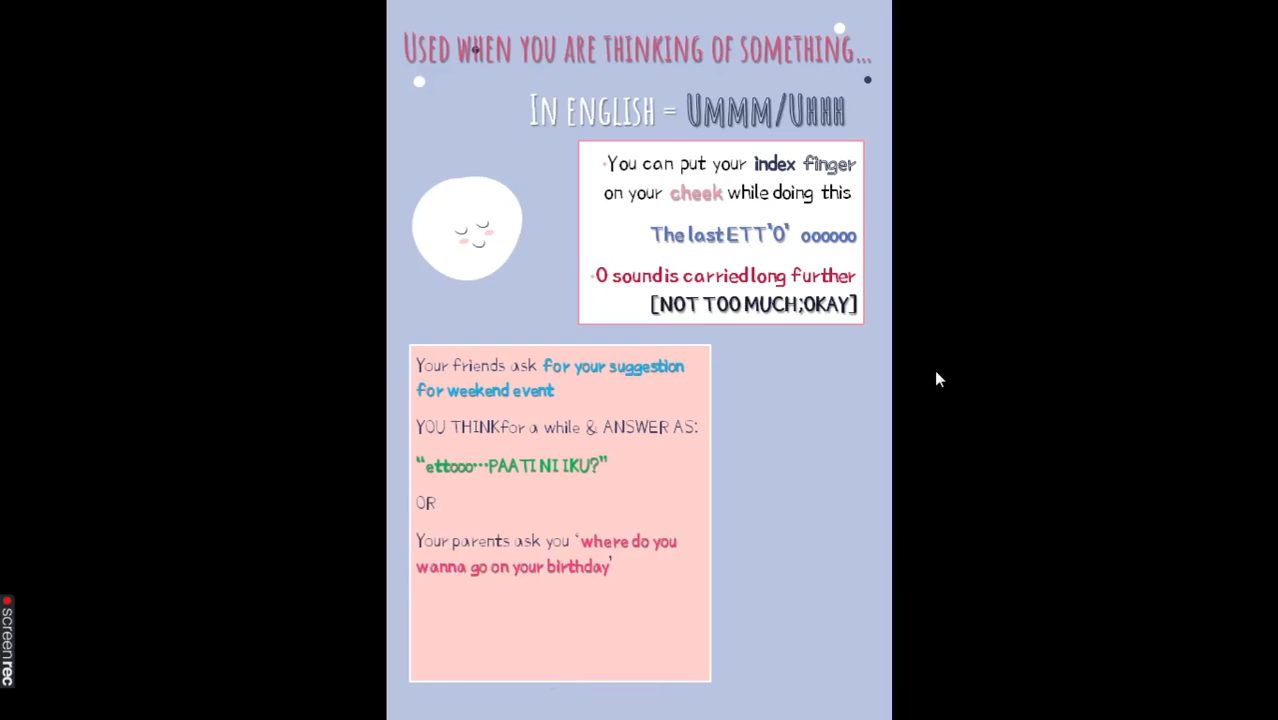 USED WHEN YOU ARE THINKING OF SOMETHING...
IN ENGLISH = UMMM/UHHH
•You can put your index finger
on your cheek while doing this
The last ETT'O' oooooo
•O sound is carried long further
[NOT TOO MUCH;OKAY]
Your friends ask for your suggestion
for weekend event
YOU THINKfor a while & ANSWER AS:
"ettooo···PAATI NI IKU?"
OR
Your parents ask you 'where do you
wanna go on your birthday'
screenrec